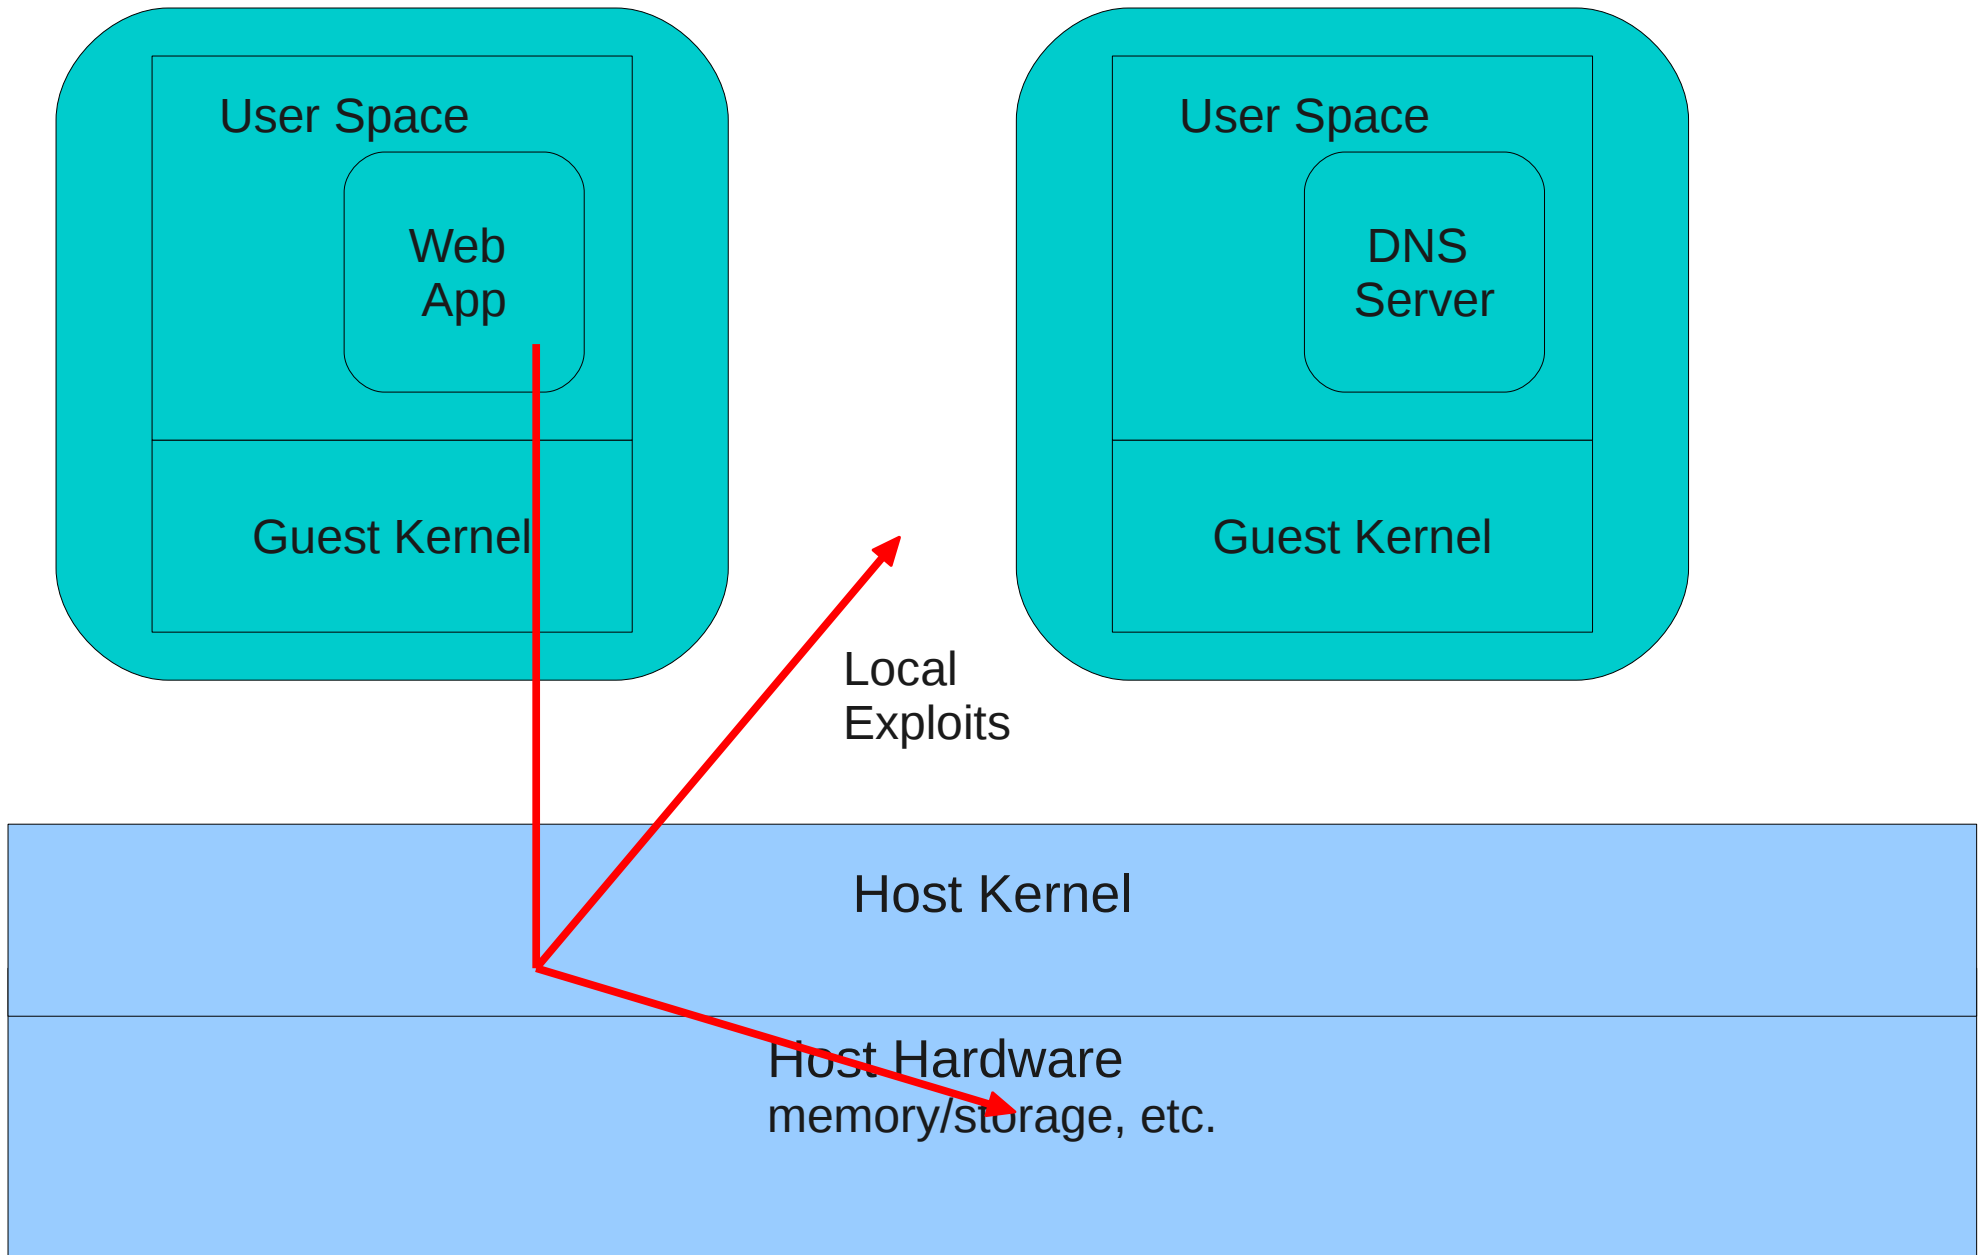 User Space
Web
App
Guest Kernel
User Space
DNS
Server
Guest Kernel
Local
Exploits
Host Kernel
Host Hardware
memory/storage, etc.